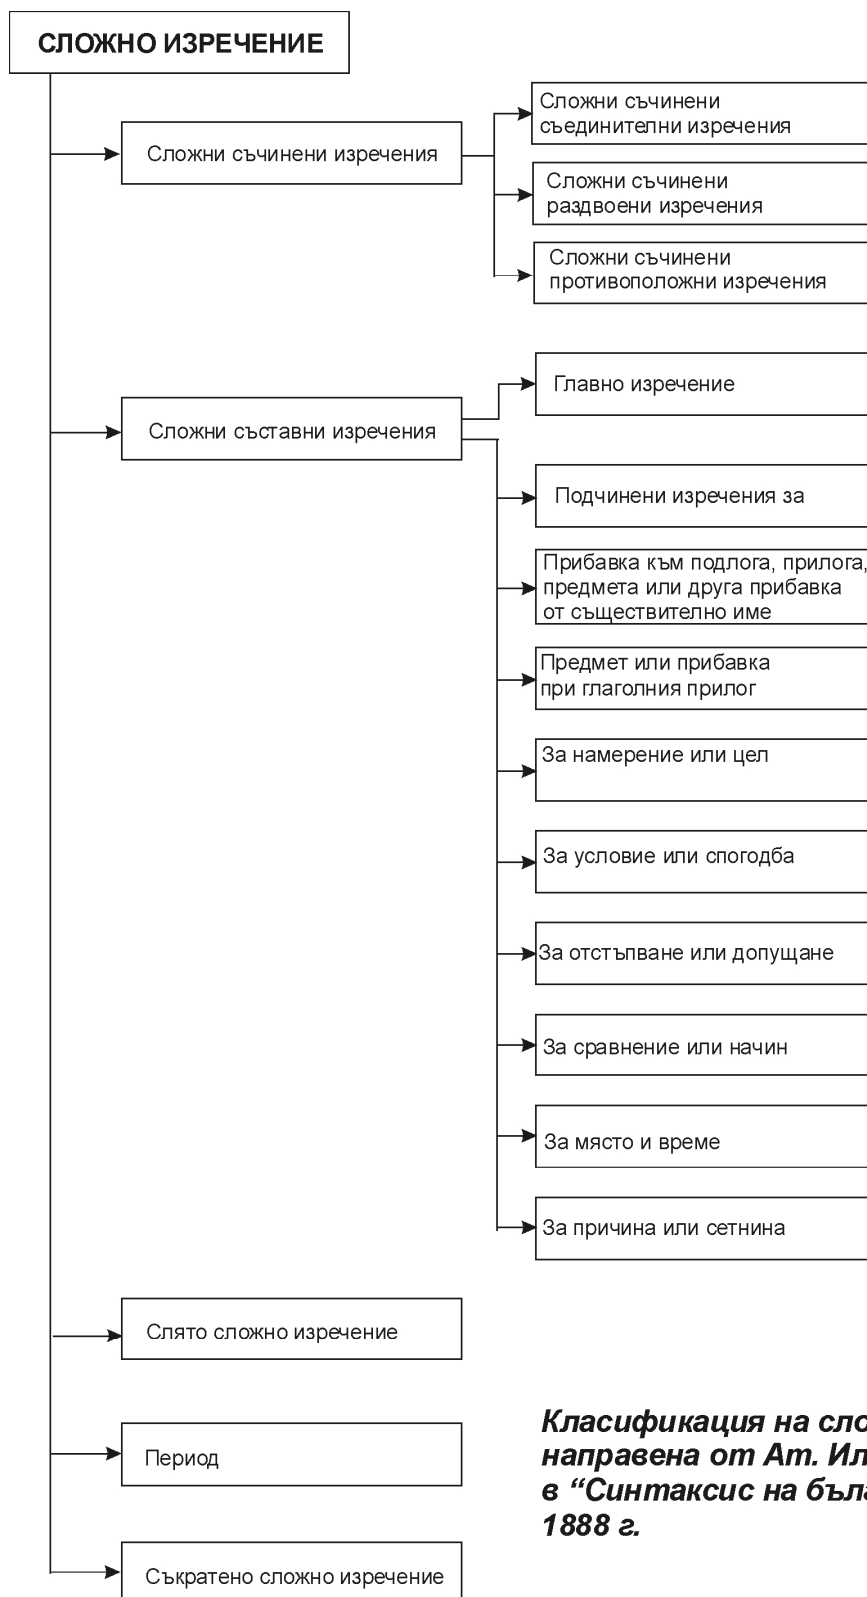 СЛОЖНО ИЗРЕЧЕНИЕ
Сложни съчинени изречения
Сложни съчинени
съединителни изречения
Сложни съчинени
раздвоени изречения
Сложни съчинени
противоположни изречения
Сложни съставни изречения
Главно изречение
Подчинени изречения за
Прибавка към подлога, прилога,
предмета или друга прибавка
от съществително име
Предмет или прибавка
при глаголния прилог
За намерение или цел
За условие или спогодба
За отстъпване или допущане
За сравнение или начин
За място и време
За причина или сетнина
Слято сложно изречение
Период
Съкратено сложно изречение
Класификация на
направена от Ат.
в “Синтаксис на
1888 г.